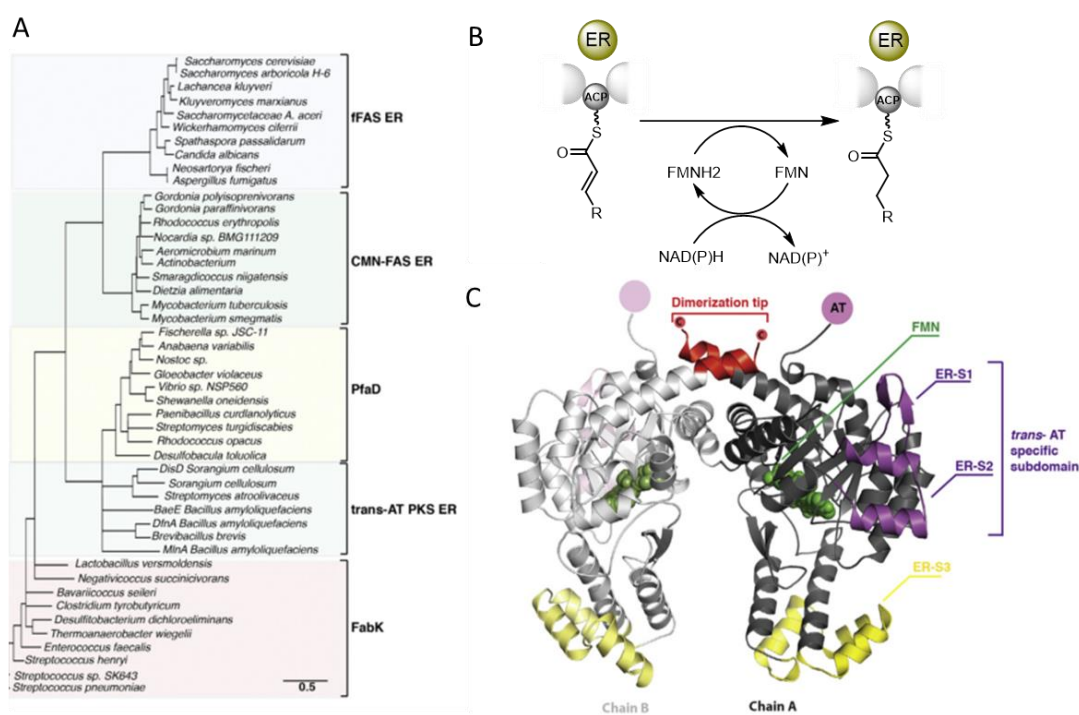 A
Saccharomyces cerevisiae
Saccharomyces arboricola H-6
Lachancea kluyveri
Kluyveromyces marxianus
Saccharomycetaceae A. aceri
Wickerhamomyces ciferrii
Spathaspora passalidarum
Candida albicans
Neosartorya fischeri
Aspergillus fumigatus
fFAS ER
Gordonia polyisoprenivorans
Gordonia paraffinivorans
Rhodococcus erythropolis
Nocardia sp. BMG111209
Aeromicrobium marinum
Actinobacterium
Smaragdicoccus niigatensis
Dietzia alimentaria
Mycobacterium tuberculosis
Mycobacterium smegmatis
CMN-FAS ER
Fischerella sp. JSC-11
Anabaena variabilis
Nostoc sp.
Gloeobacter violaceus
Vibrio sp. NSP560
Shewanella oneidensis
Paenibacillus curdlanolyticus
Streptomyces turgidiscabies
Rhodococcus opacus
Desulfobacula toluolica
PfaD
DisD Sorangium cellulosum
Sorangium cellulosum
Streptomyces atroolivaceus
BaeE Bacillus amyloliquefaciens
DfnA Bacillus amyloliquefaciens
Brevibacillus brevis
MlnA Bacillus amyloliquefaciens
trans-AT PKS ER
Lactobacillus versmoldensis
Negativicoccus succinicivorans
Bavariicoccus seileri
Clostridium tyrobutyricum
Desulfitobacterium dichloroeliminans
Thermoanaerobacter wiegelii
Enterococcus faecalis
Streptococcus henryi
Streptococcus sp. SK643
Streptococcus pneumoniae
FabK
0.5
B
ER
ACP
S
O
R
FMNH2
FMN
NAD(P)H
NAD(P)+
ER
ACP
S
O
R
C
Dimerization tip
C
C
AT
FMN
ER-S1
ER-S2
trans- AT
specific
subdomain
ER-S3
Chain B
Chain A